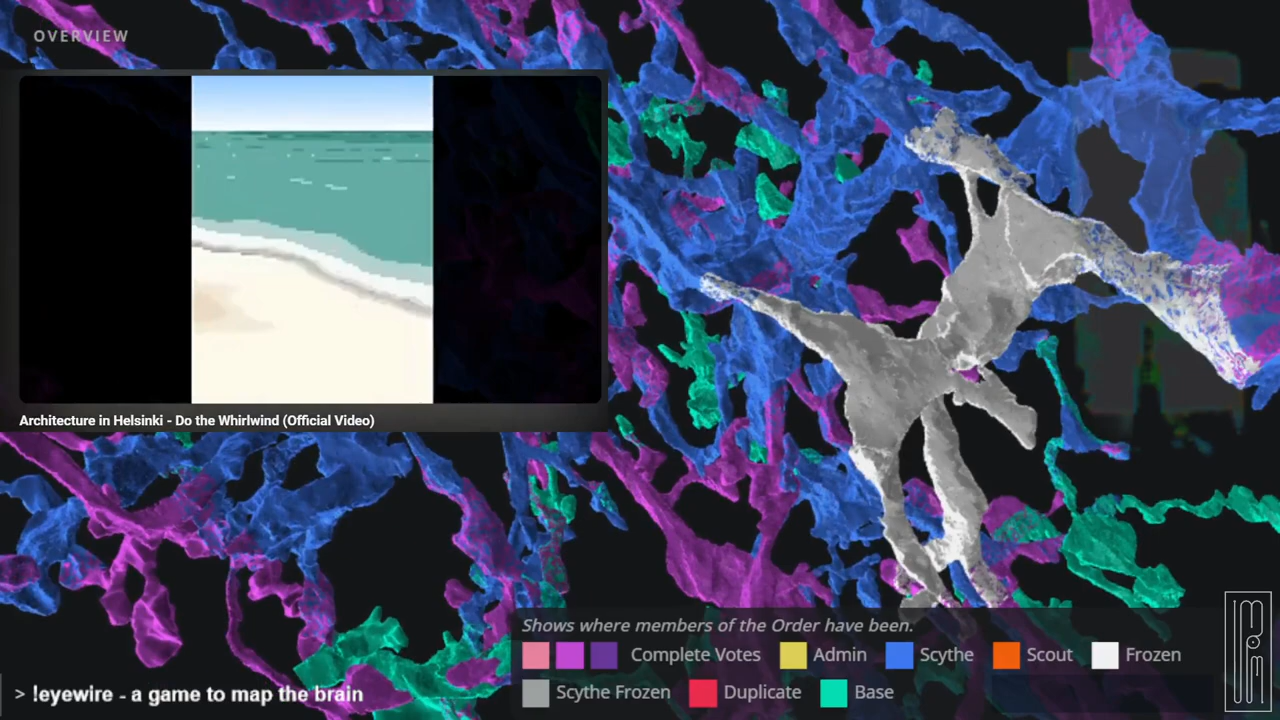 OVERVIEW
Architecture in Helsinki - Do the Whirlwind (Official Video)
Shows where members of the Order have been.
Complete Votes Admin Scythe Scout Frozen
Scythe Frozen Duplicate Base
> !eyewire - a game to map the brain